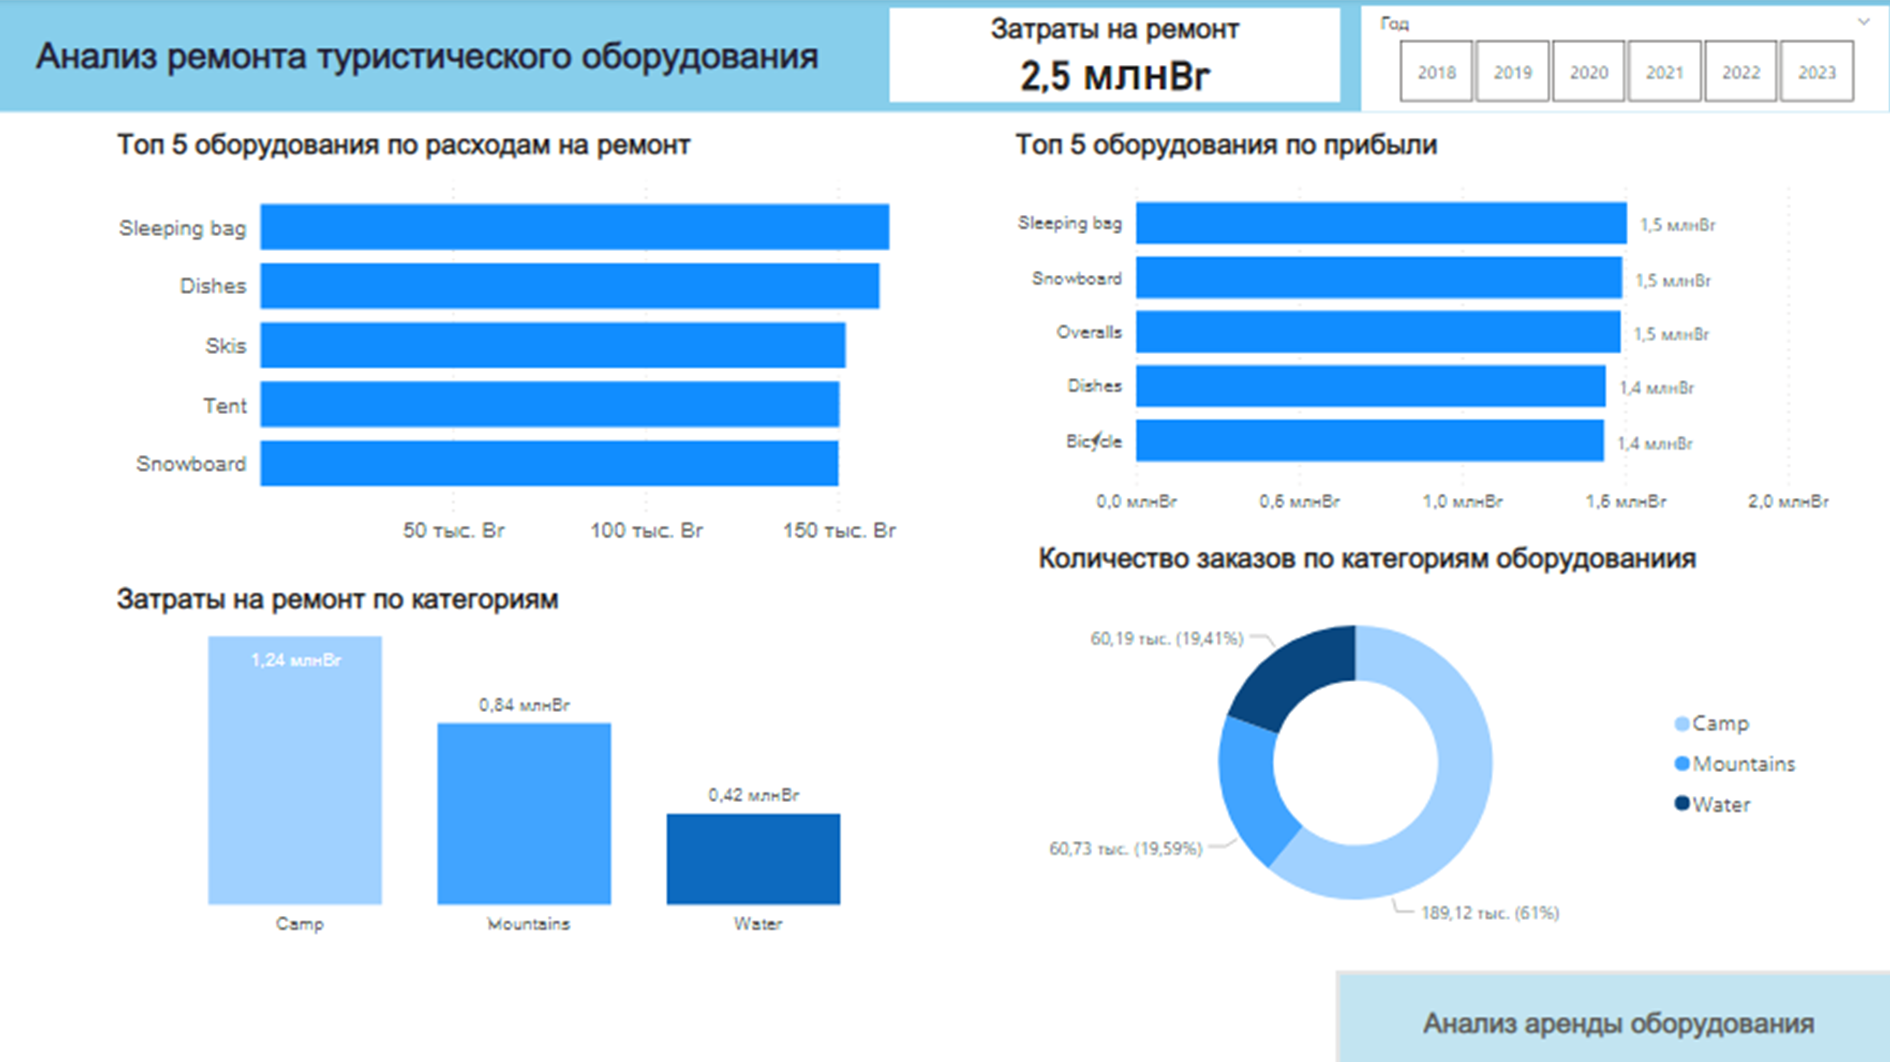 Анализ ремонта туристического оборудования
Затраты на ремонт
2,5 млнBr
Год
2018 2019 2020 2021 2022 2023
Топ 5 оборудования по расходам на ремонт
Sleeping bag
Dishes
Skis
Tent
Snowboard
50 тыс. Br 100 тыс. Br 150 тыс. Br
Топ 5 оборудования по прибыли
Sleeping bag 1,5 млнBr
Snowboard 1,5 млнBr
Overalls 1,5 млнBr
Dishes 1,4 млнBr
Bicycle 1,4 млнBr
0,0 млнBr 0,6 млнBr 1,0 млнBr 1,6 млнBr 2,0 млнBr
Затраты на ремонт по категориям
1,24 млнBr
0,84 млнBr
0,42 млнBr
Camp Mountains Water
Количество заказов по категориям оборудованиия
60,19 тыс. (19,41%)
60,73 тыс. (19,59%)
189,12 тыс. (61%)
Camp
Mountains
Water
Анализ аренды оборудования